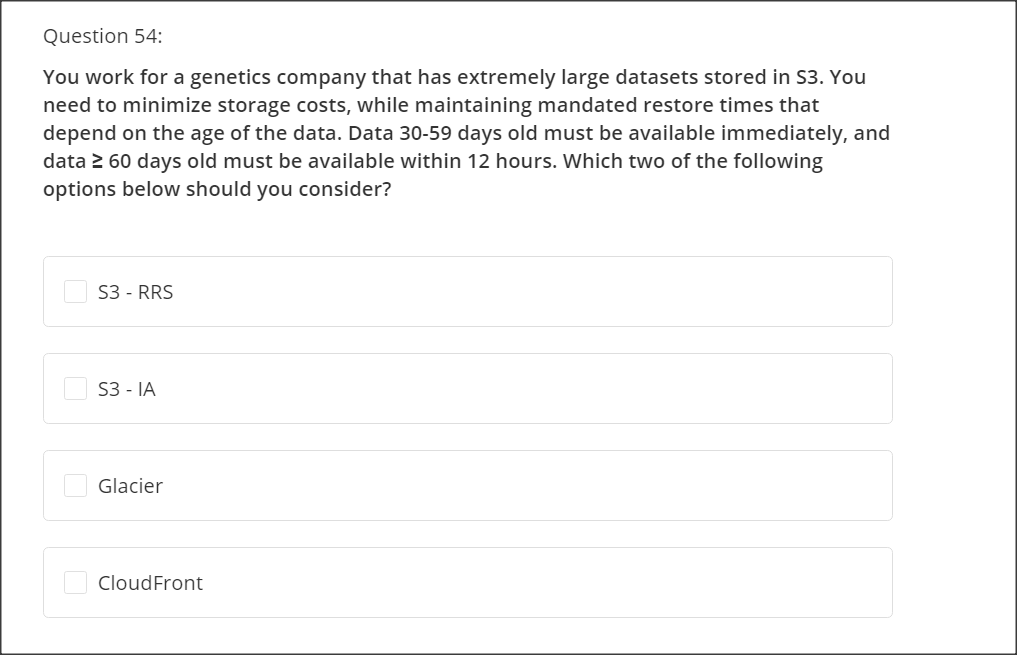 Question 54:
You work for a genetics company that has extremely large datasets stored in S3. You
need to minimize storage costs, while maintaining mandated restore times that
depend on the age of the data. Data 30-59 days old must be available immediately, and
data ≥ 60 days old must be available within 12 hours. Which two of the following
options below should you consider?
S3 - RRS
S3 - IA
Glacier
CloudFront